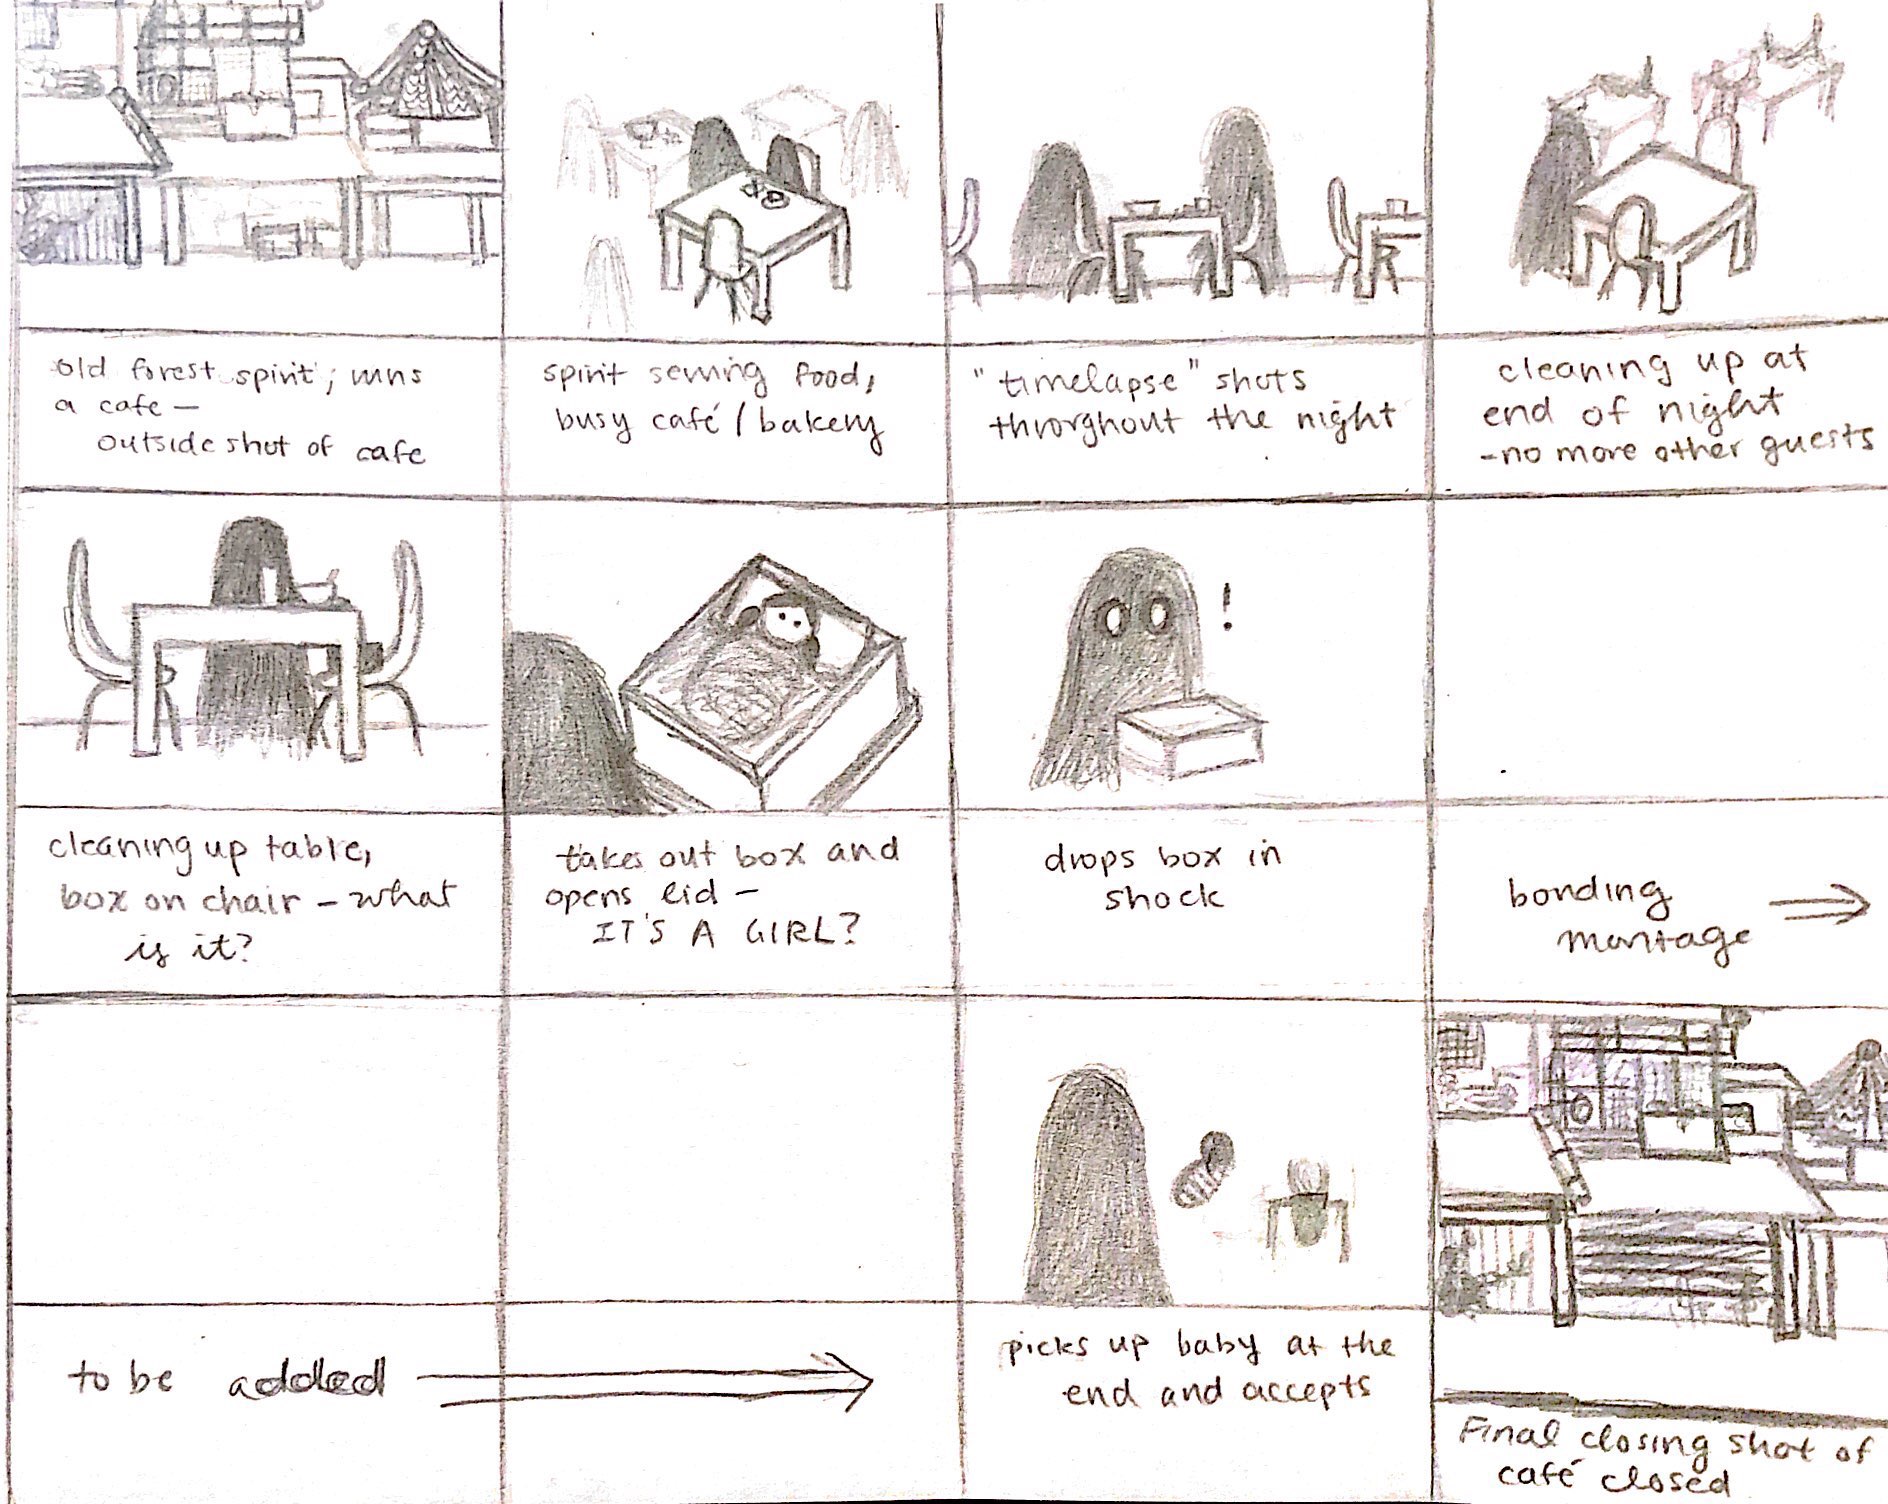 old forest spirit; runs
a cafe —
outside shot of cafe
spirit serving food,
busy café / bakery
"timelapse" shots
throrghout the night
cleaning up at
end of night
- no more other guests
!
cleaning up table,
box on chair - what
is it?
takes out box and
opens lid -
IT'S A GIRL?
drops box in
shock
bonding
montage
to be added
picks up baby at the
end and accepts
Final closing shot of
café closed